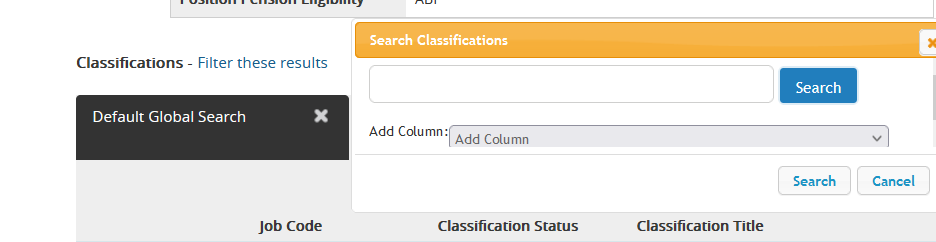 Position Pension Eligibility ABP
Search Classifications
Classifications - Filter these results
Search
Default Global Search
Add Column: Add Column
Search Cancel
Job Code Classification Status Classification Title